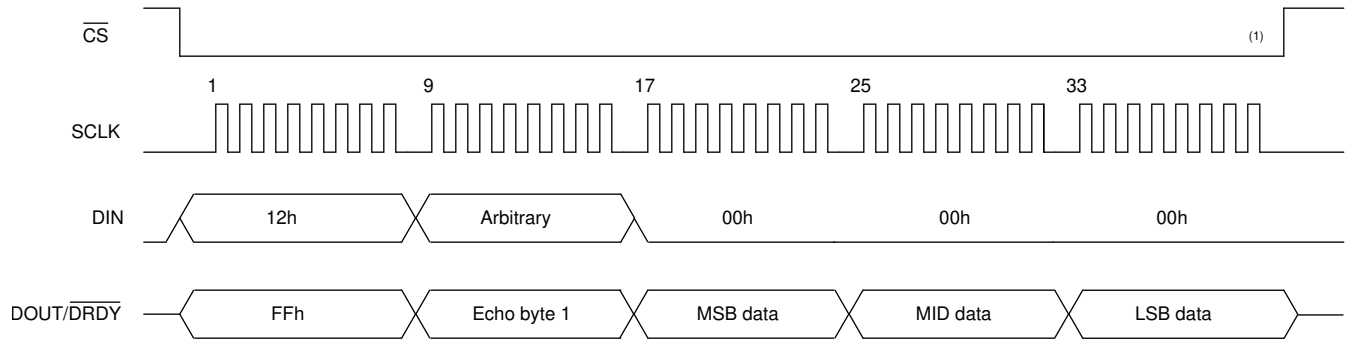 CS
(1)
1 9 17 25 33
SCLK
DIN 12h Arbitrary 00h 00h 00h
DOUT/DRDY FFh Echo byte 1 MSB data MID data LSB data